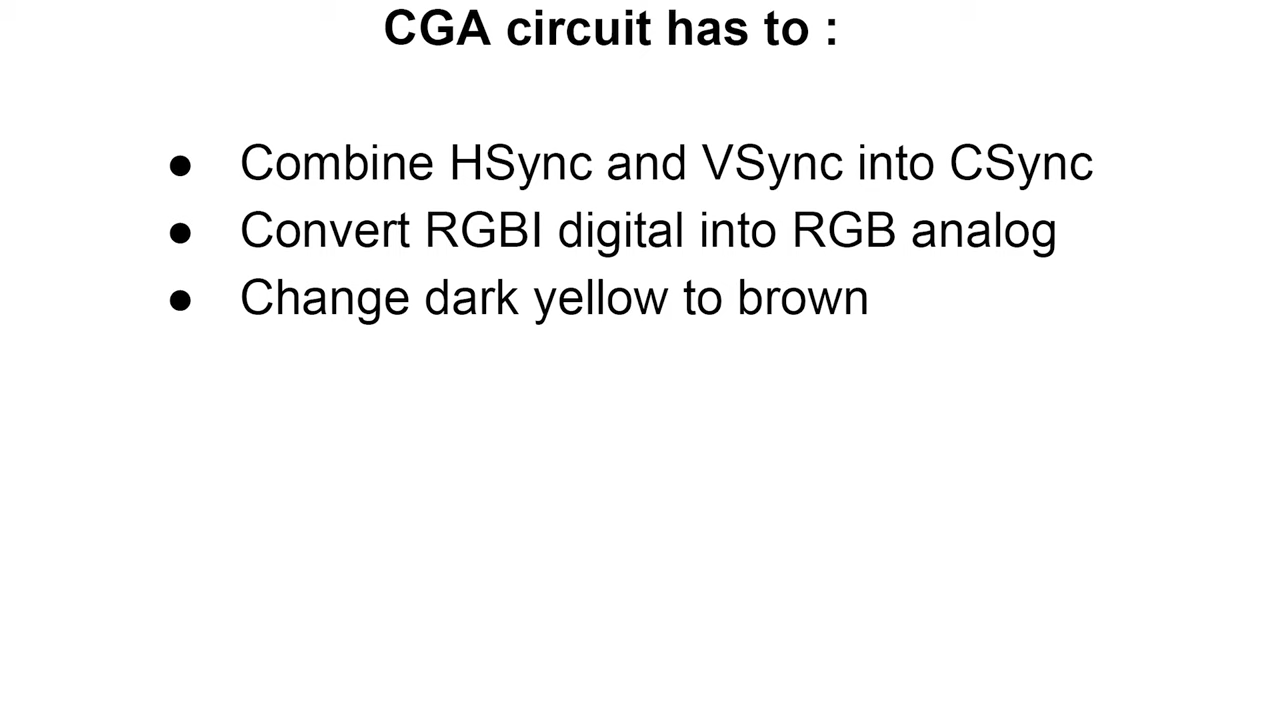 CGA circuit has to :
● Combine HSync and VSync into CSync
● Convert RGBI digital into RGB analog
● Change dark yellow to brown